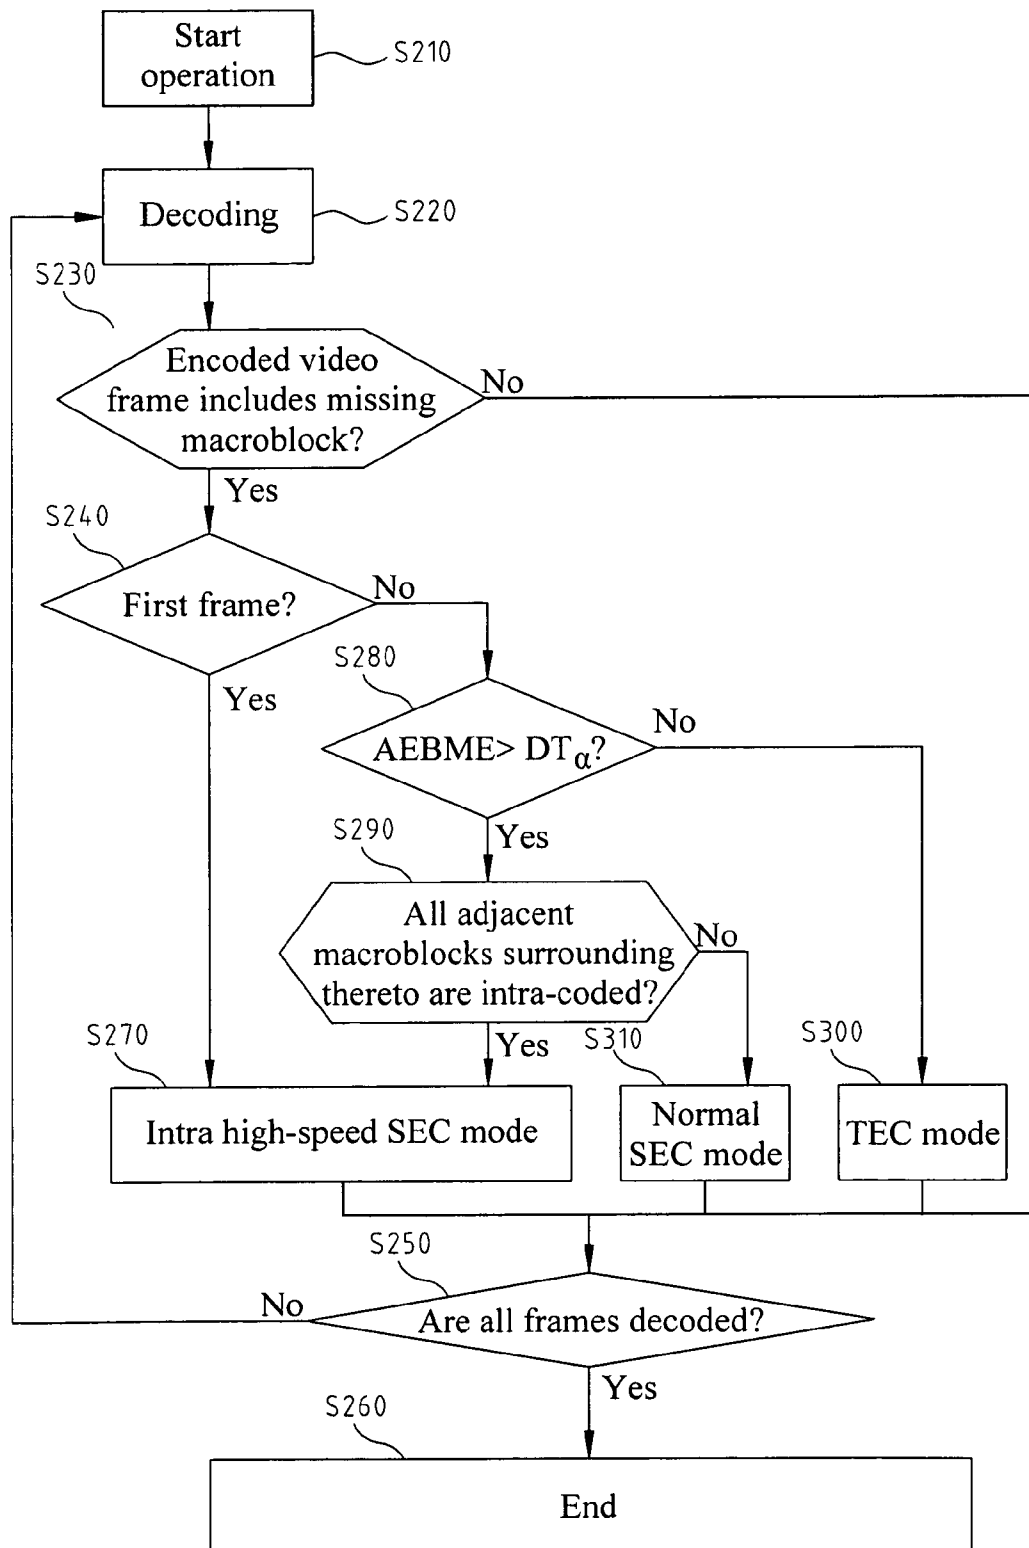 Start
operation
S210
Decoding
S220
S230
Encoded video
frame includes missing
macroblock?
No
Yes
S240
First frame?
No
Yes
S280
AEBME> DTα?
No
Yes
S290
All adjacent
macroblocks surrounding
thereto are intra-coded?
No
Yes
S270
Intra high-speed SEC mode
S310
Normal
SEC mode
S300
TEC mode
S250
Are all frames decoded?
No
Yes
S260
End